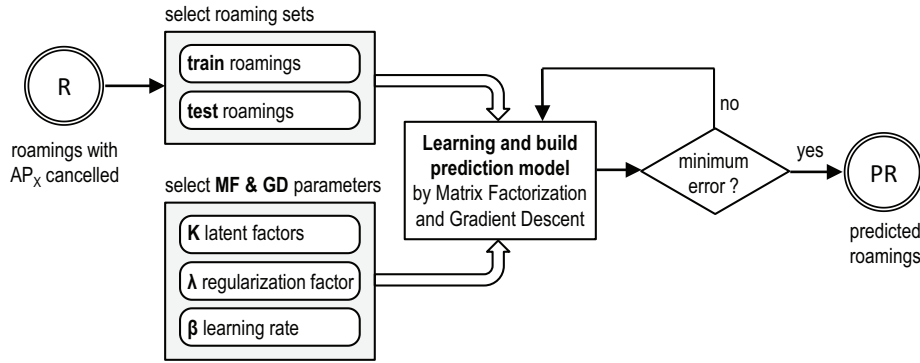 select roaming sets
train roamings
test roamings
R
roamings with
APX cancelled
select MF & GD parameters
K latent factors
λ regularization factor
β learning rate
Learning and build
prediction model
by Matrix Factorization
and Gradient Descent
no
minimum
error ?
yes
PR
predicted
roamings